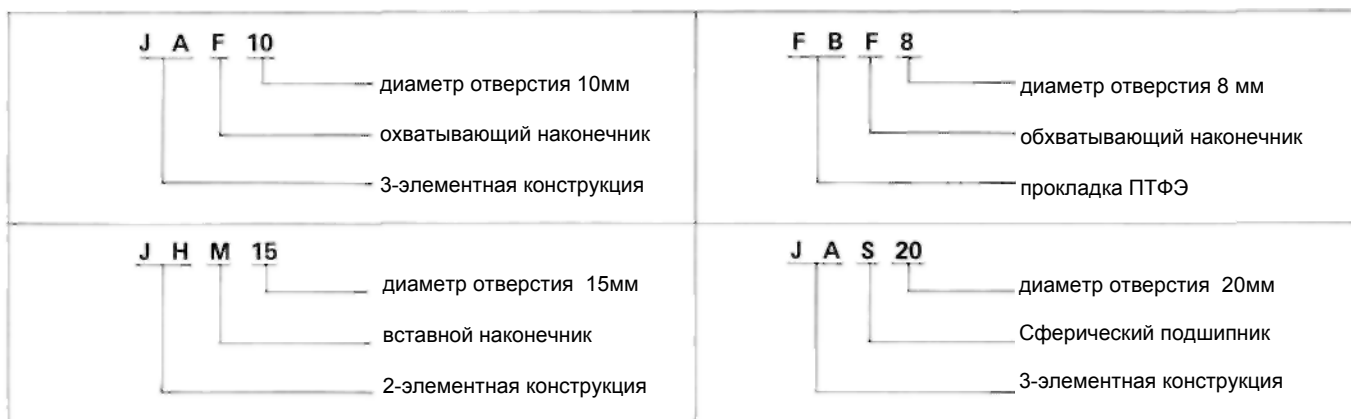 J A F 10
диаметр отверстия 10мм
охватывающий наконечник
3-элементная конструкция
F B F 8
диаметр отверстия 8 мм
обхватывающий наконечник
прокладка ПТФЭ
J H M 15
диаметр отверстия 15мм
вставной наконечник
2-элементная конструкция
J A S 20
диаметр отверстия 20мм
Сферический подшипник
3-элементная конструкция